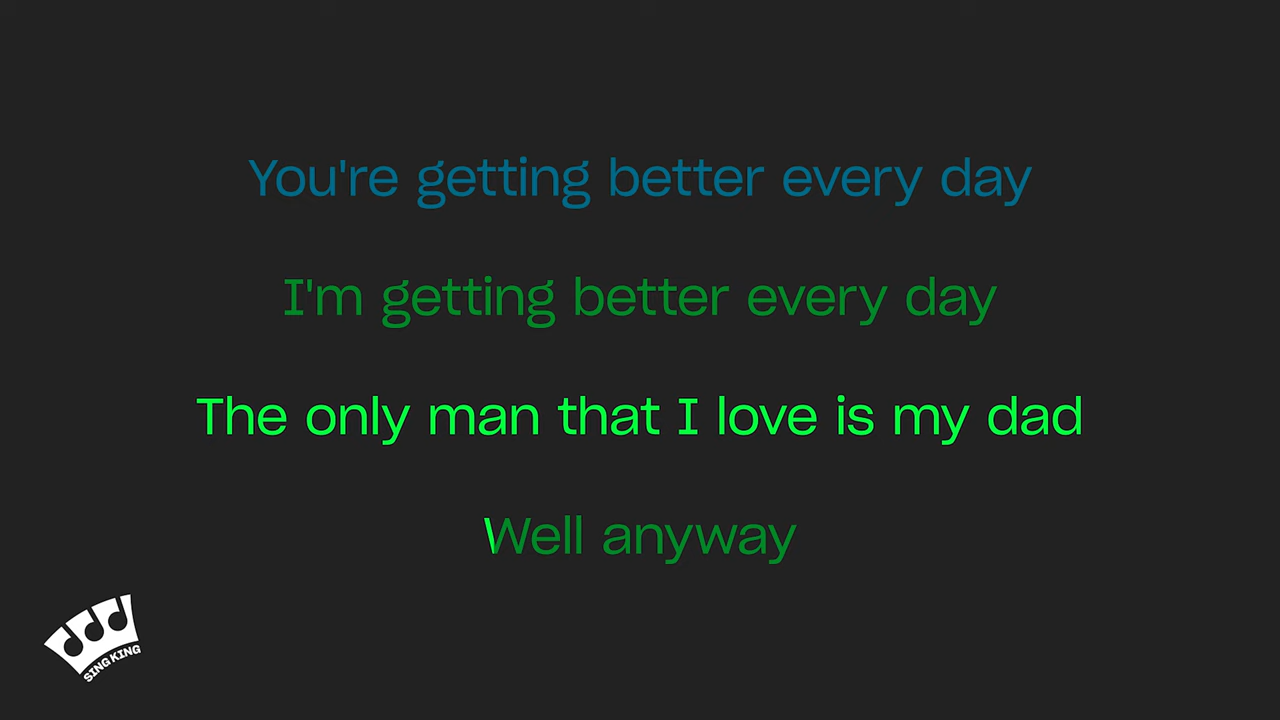 You're getting better every day
I'm getting better every day
The only man that I love is my dad
Well anyway
SING KING